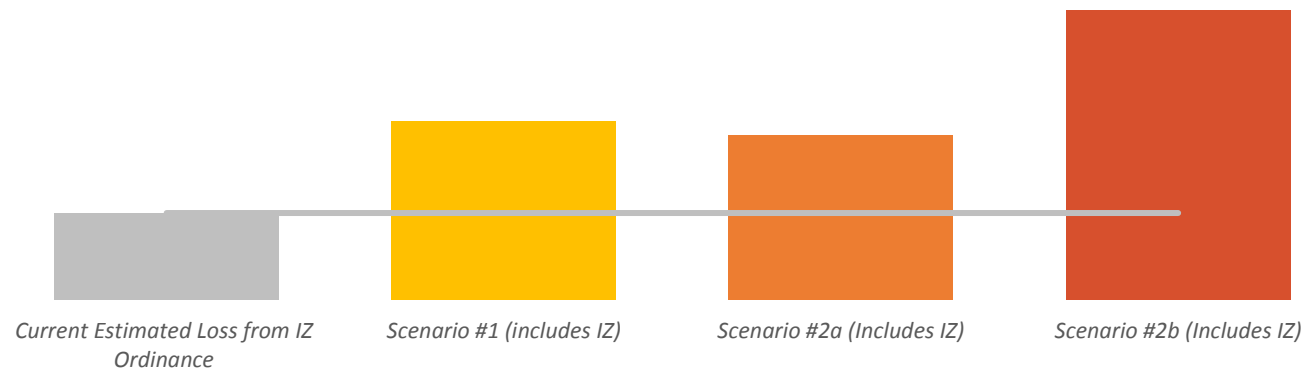 Current Estimated Loss from IZ
Ordinance
Scenario #1 (includes IZ)
Scenario #2a (Includes IZ)
Scenario #2b (Includes IZ)